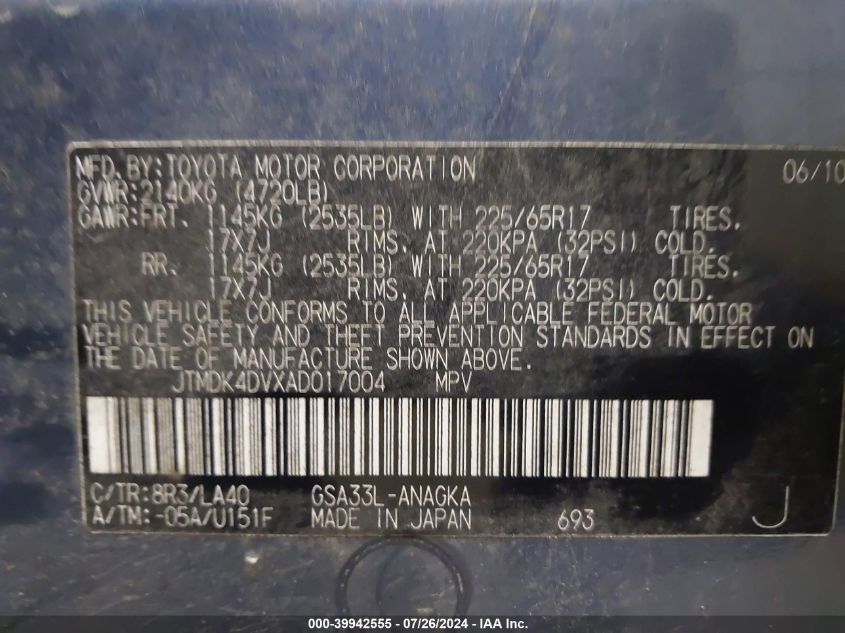 MFD. BY: TOYOTA MOTOR CORPORATION 06/10
GVWR: 2140KG (4720LB)
GAWR: FRT. 1145KG (2535LB) WITH 225/65R17 TIRES.
17X7J RIMS. AT 220KPA (32PSI) COLD.
RR. 1145KG (2535LB) WITH 225/65R17 TIRES.
17X7J RIMS. AT 220KPA (32PSI) COLD.
THIS VEHICLE CONFORMS TO ALL APPLICABLE FEDERAL MOTOR
VEHICLE SAFETY AND THEFT PREVENTION STANDARDS IN EFFECT ON
THE DATE OF MANUFACTURE SHOWN ABOVE.
JTMDK4DVXAD017004 MPV
C/TR: 8R3/LA40 GSA33L-ANAGKA
A/TM: -05A/U151F MADE IN JAPAN 693 J
000-39942555 - 07/26/2024 - IAA Inc.